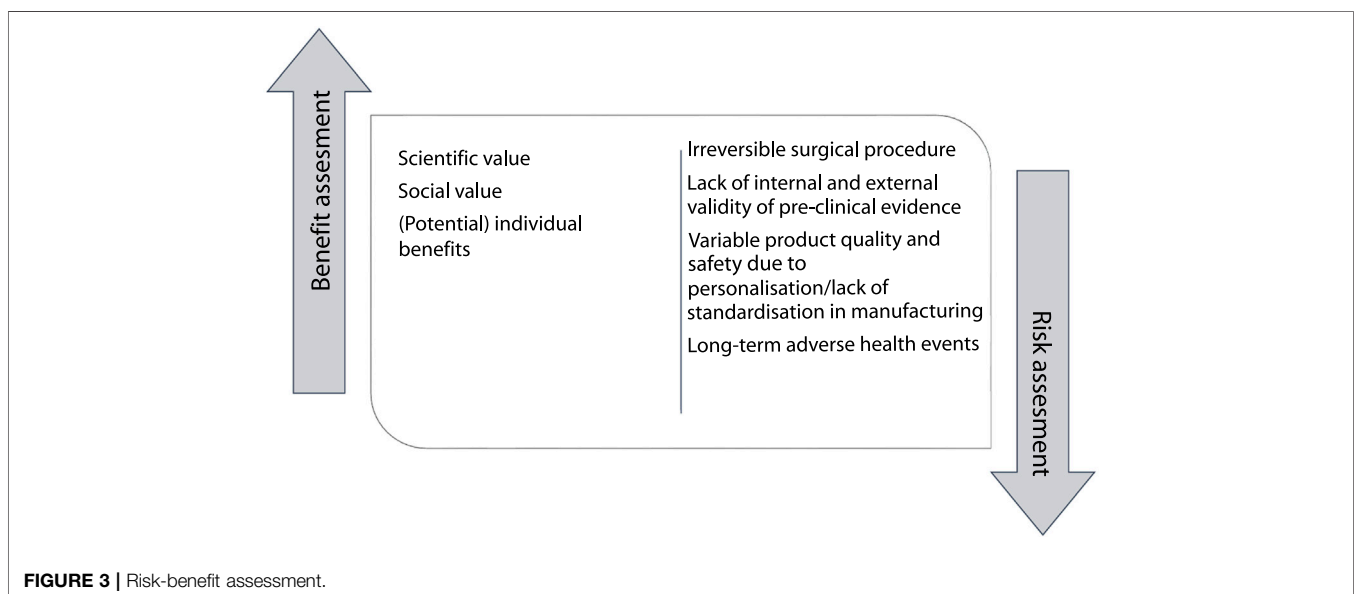 Benefit assesment
Scientific value
Social value
(Potential) individual
benefits
Irreversible surgical procedure
Lack of internal and external
validity of pre-clinical evidence
Variable product quality and
safety due to
personalisation/lack of
standardisation in manufacturing
Long-term adverse health events
Risk assesment
FIGURE 3 | Risk-benefit assessment.